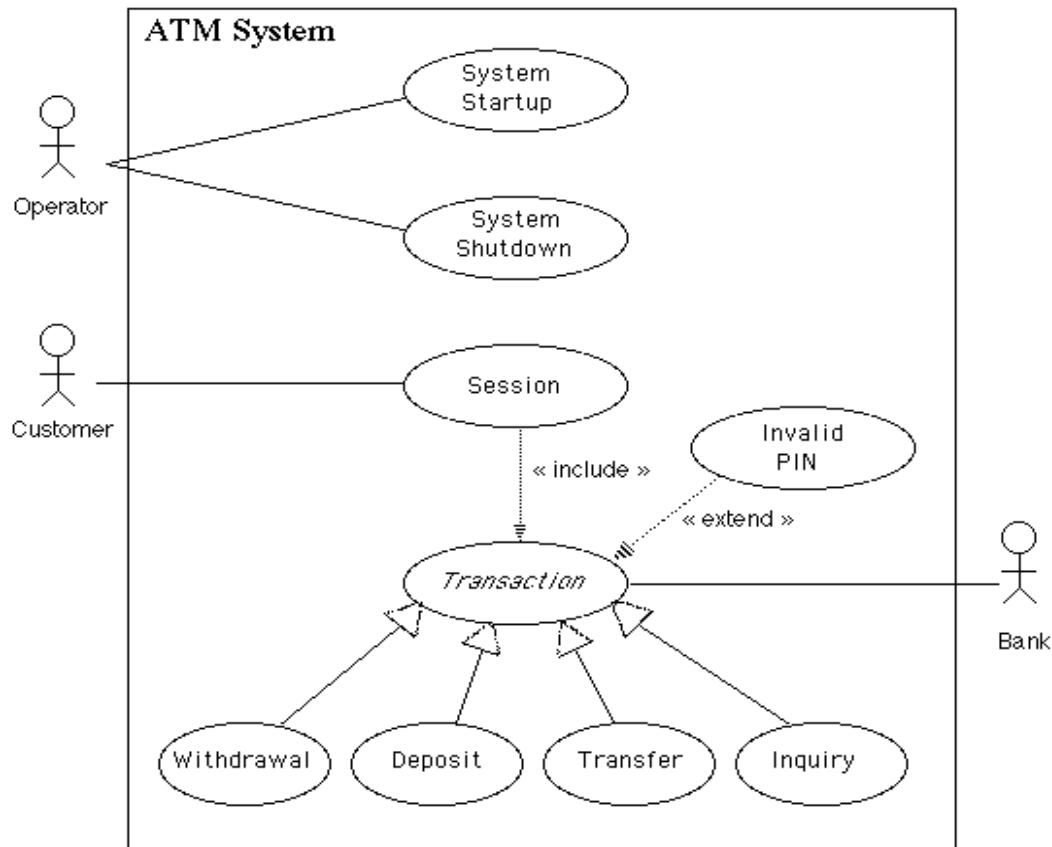 ATM System
System
Startup
Operator
System
Shutdown
Customer
Session
Invalid
PIN
« include »
« extend »
Transaction
Bank
Withdrawal
Deposit
Transfer
Inquiry